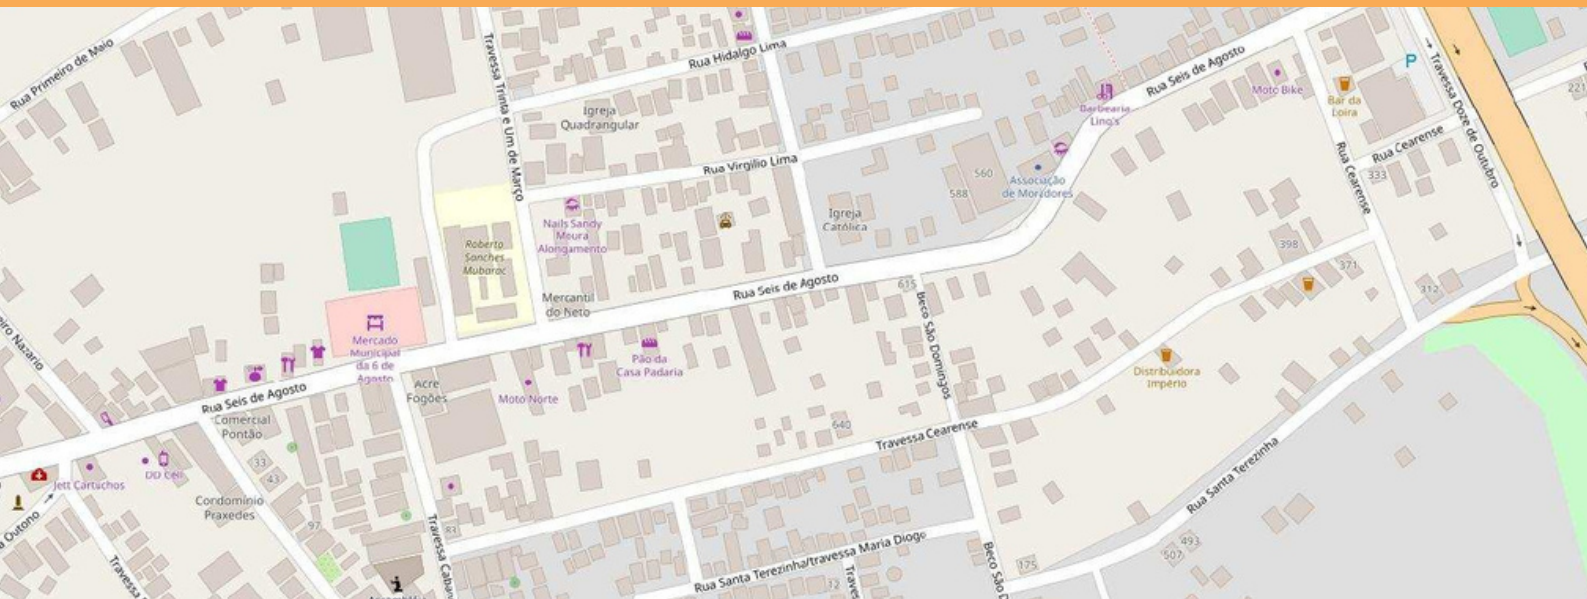 Rua Primeiro de Maio
Travessa Trinta e Um de Março
Rua Hidalgo Lima
Igreja
Quadrangular
Rua Virgílio Lima
Barbearia
Lino's
Rua Seis de Agosto
Moto Bike
Bar da
Loira
P
Travessa Doze de Outubro
221
Rua Cearense
Rua Cearense
333
560
588
Associação
de Moradores
Nails Sandy
Moura
Alongamento
Igreja
Católica
Roberto
Sanches
Mubarac
398
371
312
Rua Seis de Agosto
615
Mercantil
do Neto
Beco São Domingos
Mercado
Municipal
da 6 de
Agosto
Pão da
Casa Padaria
Distribuidora
Império
Acre
Fogões
Moto Norte
Rua Seis de Agosto
Comercial
Pontão
640
Travessa Cearense
33
43
DD Cell
Jett Cartuchos
Condomínio
Praxedes
97
83
Rua Santa Terezinha
493
507
Rua Santa Terezinha/travessa Maria Diogo
175
12